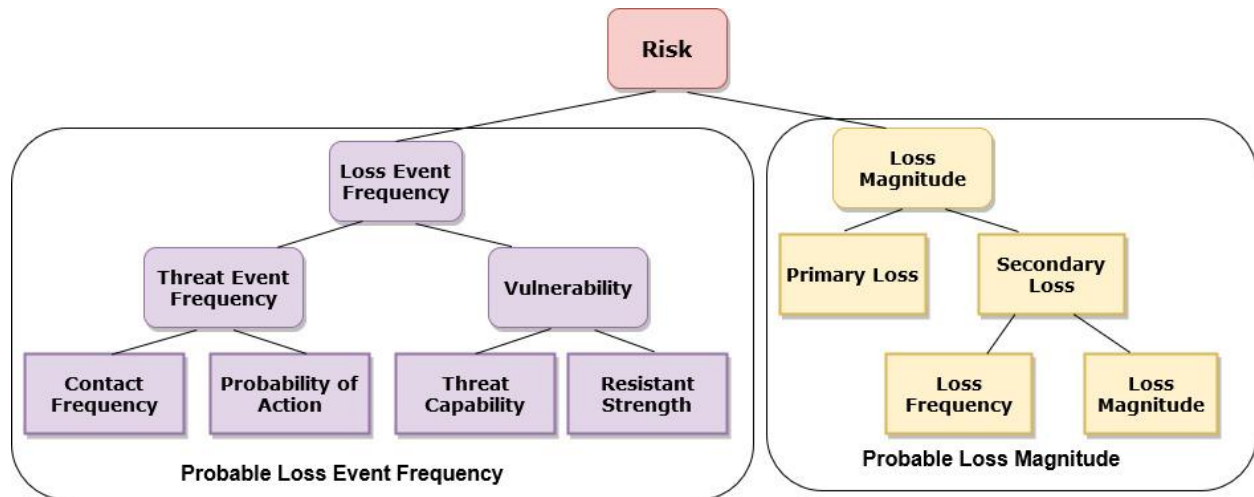 Risk
Loss Event
Frequency
Loss
Magnitude
Threat Event
Frequency
Vulnerability
Primary Loss
Secondary
Loss
Contact
Frequency
Probability of
Action
Threat
Capability
Resistant
Strength
Loss
Frequency
Loss
Magnitude
Probable Loss Event Frequency
Probable Loss Magnitude